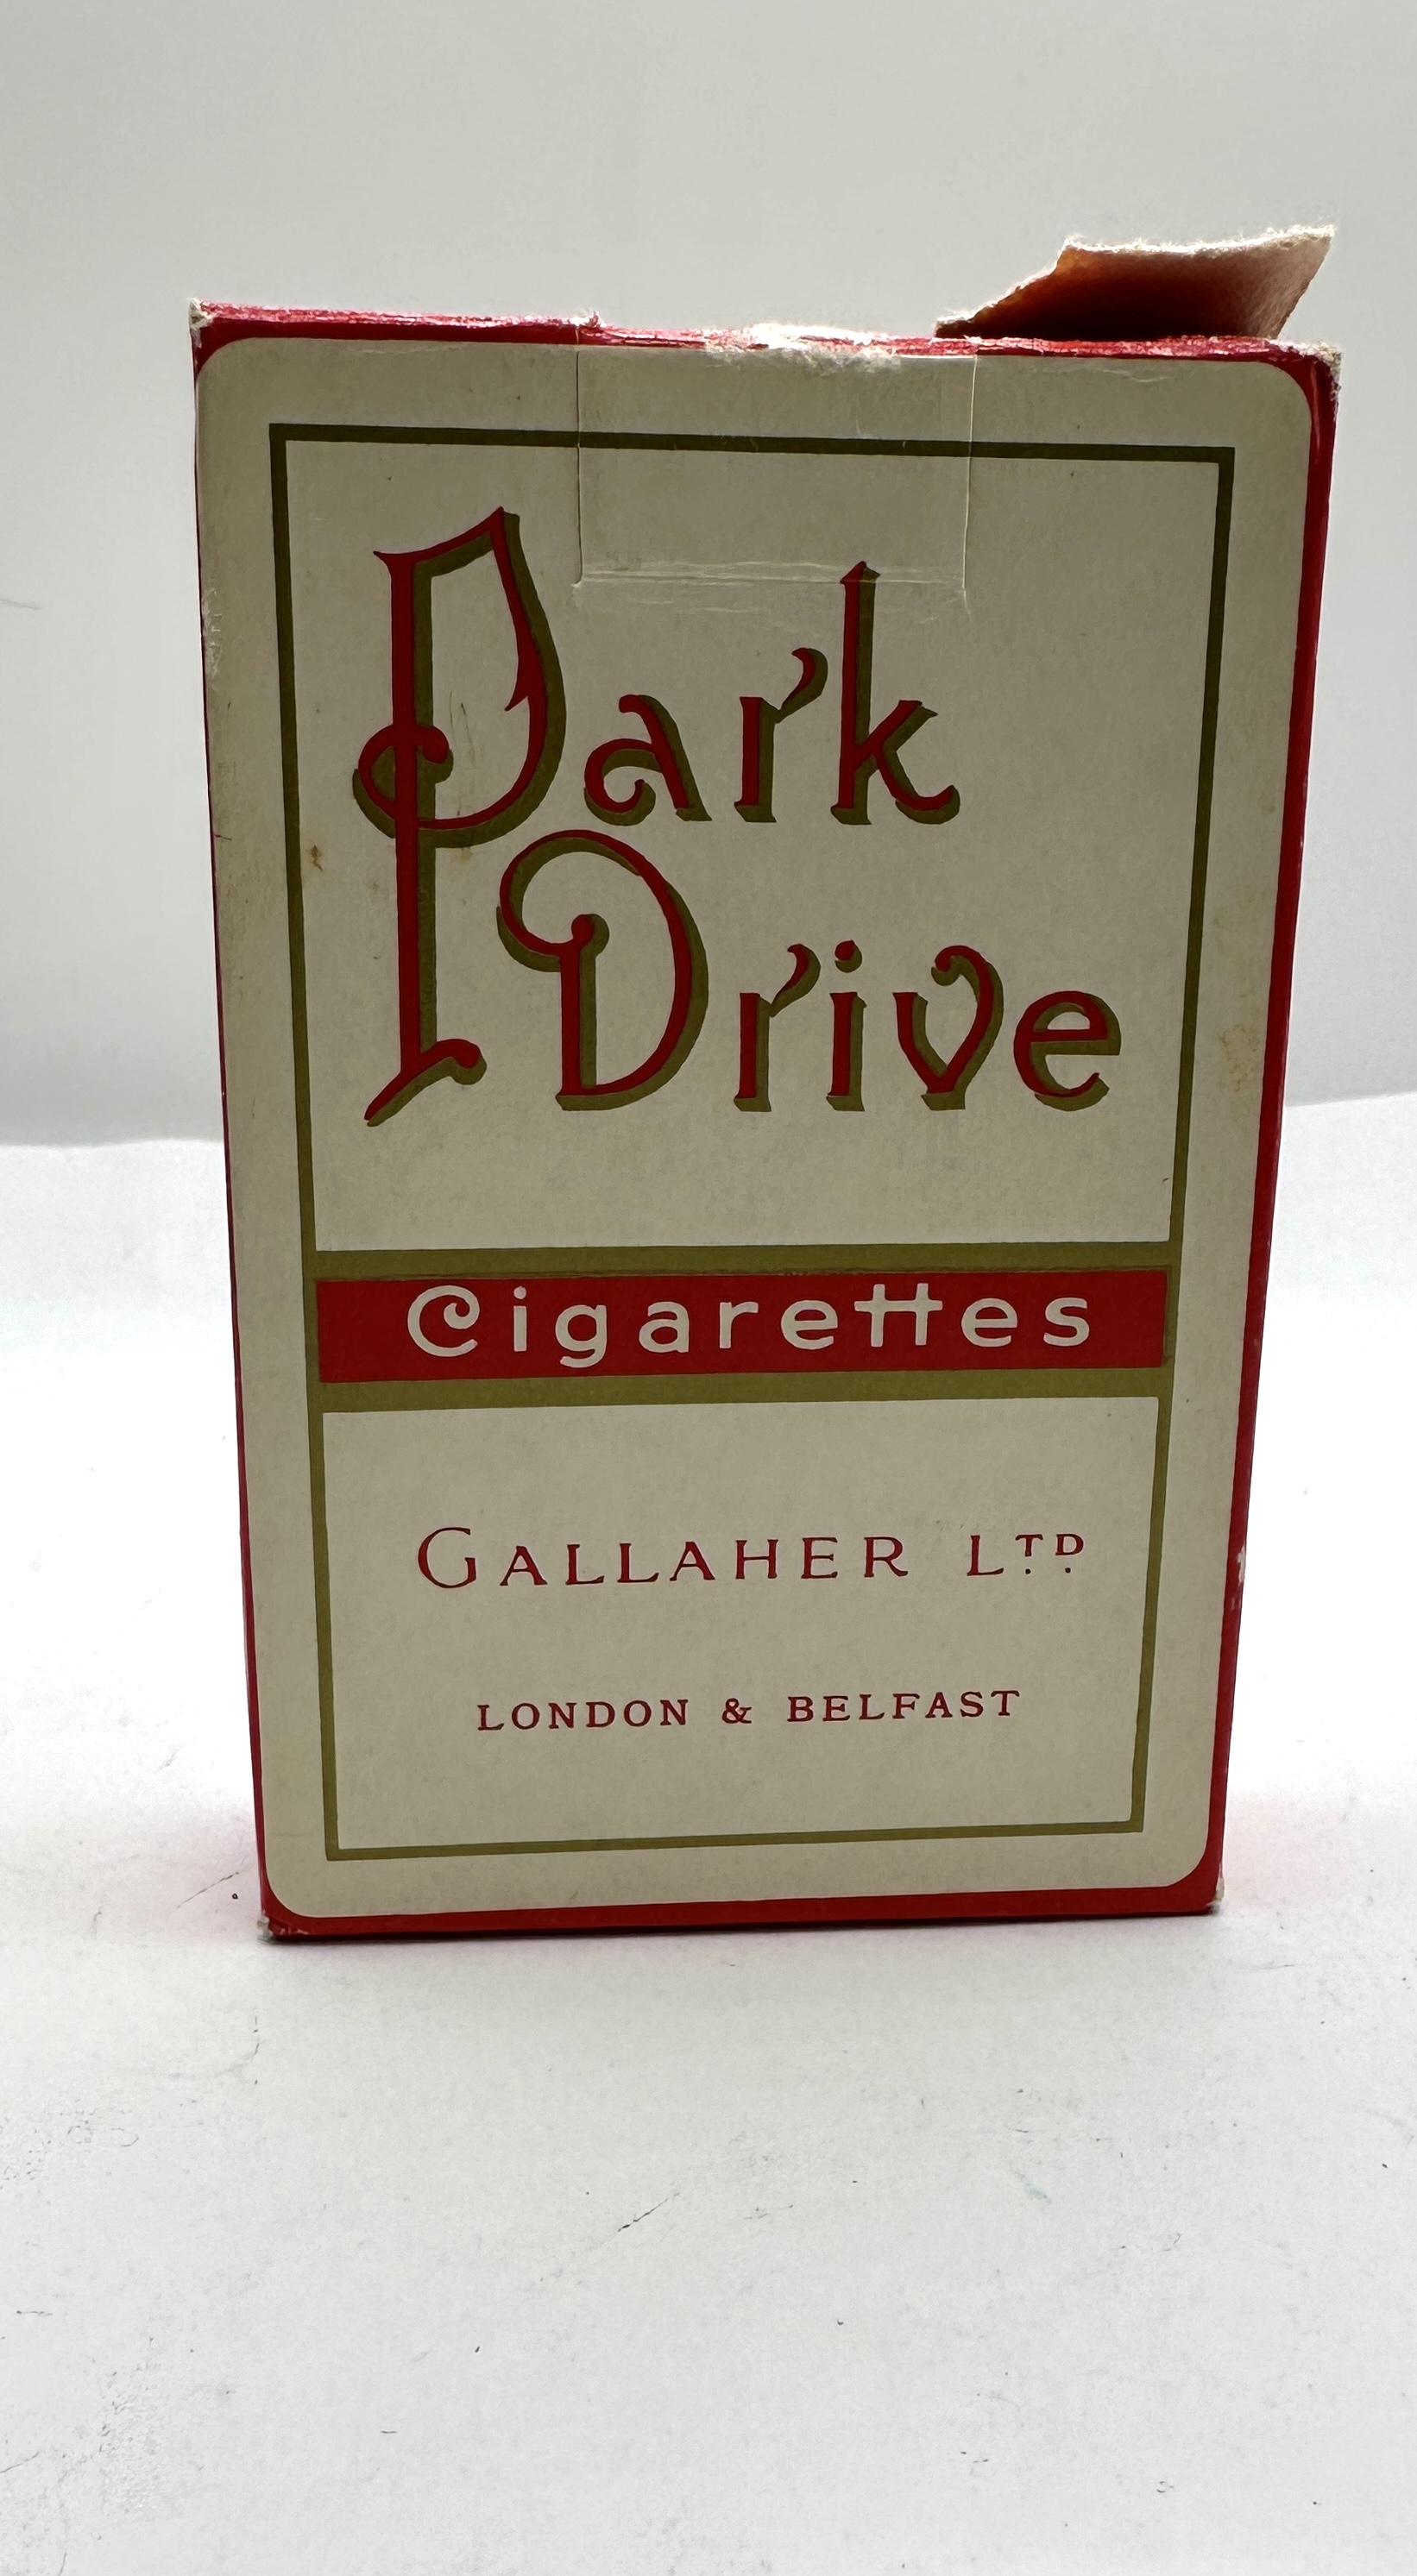 Park
Drive
Cigarettes
GALLAHER LTD.
LONDON & BELFAST